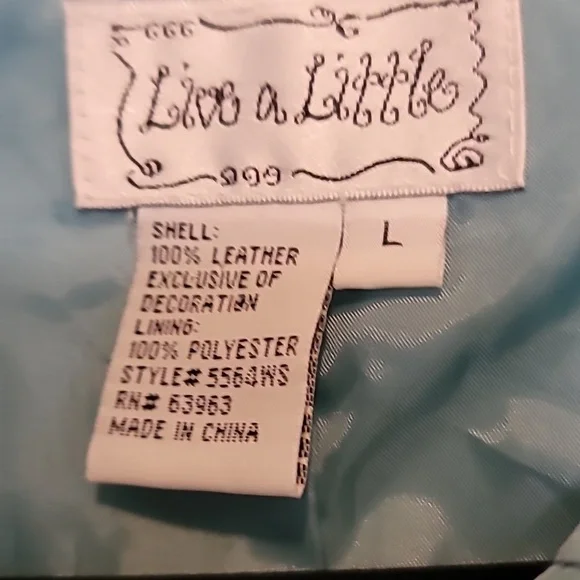 Live a Little
L
SHELL:
100% LEATHER
EXCLUSIVE OF
DECORATION
LINING:
100% POLYESTER
STYLE# 5564WS
RN# 63963
MADE IN CHINA